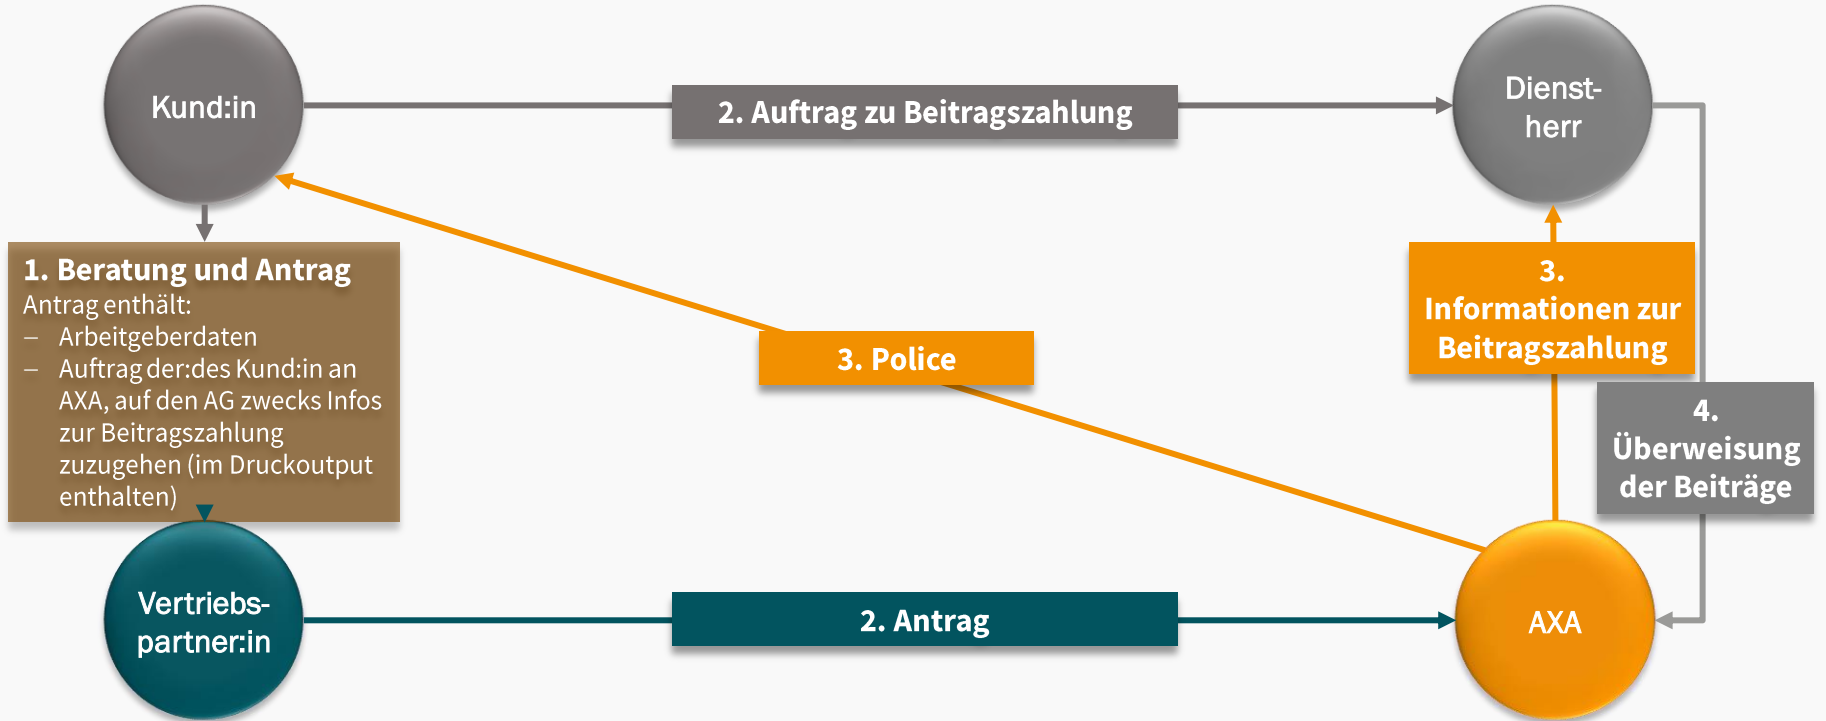 Kund:in
2. Auftrag zu Beitragszahlung
Dienst-
herr
1. Beratung und Antrag
Antrag enthält:
– Arbeitgeberdaten
– Auftrag der:des Kund:in an
AXA, auf den AG zwecks Infos
zur Beitragszahlung
zuzugehen (im Druckoutput
enthalten)
3. Police
3.
Informationen zur
Beitragszahlung
4.
Überweisung
der Beiträge
Vertriebs-
partner:in
2. Antrag
AXA